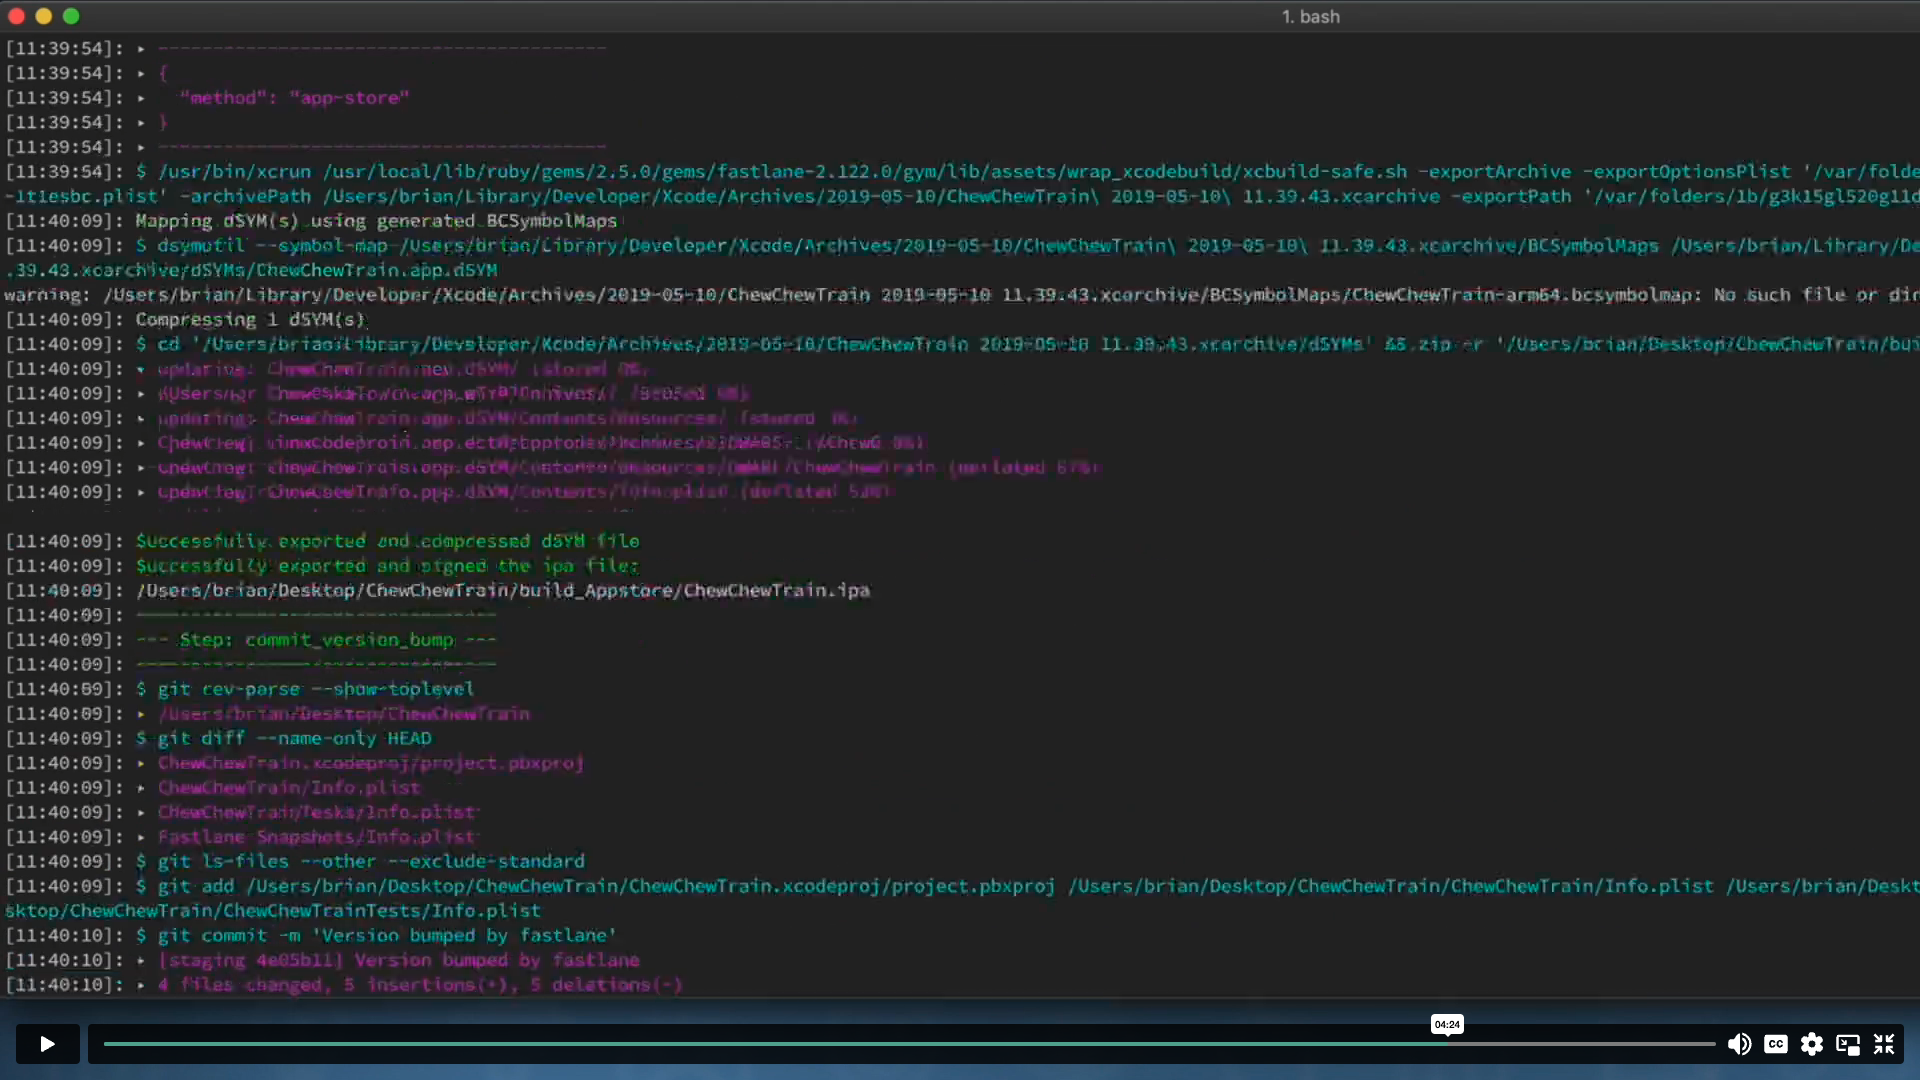 1. bash
[11:39:54]: ▸ -----------------------------------------
[11:39:54]: ▸ {
[11:39:54]: ▸   "method": "app-store"
[11:39:54]: ▸ }
[11:39:54]: ▸ -----------------------------------------
[11:39:54]: $ /usr/bin/xcrun /usr/local/lib/ruby/gems/2.5.0/gems/fastlane-2.122.0/gym/lib/assets/wrap_xcodebuild/xcbuild-safe.sh -exportArchive -exportOptionsPlist '/var/folde
-1t1esbc.plist' -archivePath /Users/brian/Library/Developer/Xcode/Archives/2019-05-10/ChewChewTrain\ 2019-05-10\ 11.39.43.xcarchive -exportPath '/var/folders/1b/g3k15gl520g11d
[11:40:09]: Mapping dSYM(s) using generated BCSymbolMaps
[11:40:09]: $ dsymutil --symbol-map /Users/brian/Library/Developer/Xcode/Archives/2019-05-10/ChewChewTrain\ 2019-05-10\ 11.39.43.xcarchive/BCSymbolMaps /Users/brian/Library/De
.39.43.xcarchive/dSYMs/ChewChewTrain.app.dSYM
warning: /Users/brian/Library/Developer/Xcode/Archives/2019-05-10/ChewChewTrain 2019-05-10 11.39.43.xcarchive/BCSymbolMaps/ChewChewTrain-arm64.bcsymbolmap: No such file or dir
[11:40:09]: Compressing 1 dSYM(s)
[11:40:09]: $ cd '/Users/brian/Library/Developer/Xcode/Archives/2019-05-10/ChewChewTrain 2019-05-10 11.39.43.xcarchive/dSYMs' && zip -r '/Users/brian/Desktop/ChewChewTrain/bui
[11:40:09]: ▸ updating:
[11:40:09]: ▸
[11:40:09]: ▸ updating:
[11:40:09]: ▸
[11:40:09]: ▸
[11:40:09]: ▸
[11:40:09]: Successfully exported and compressed dSYM file
[11:40:09]: Successfully exported and signed the ipa file:
[11:40:09]: /Users/brian/Desktop/ChewChewTrain/build_Appstore/ChewChewTrain.ipa
[11:40:09]: ---------------------------------
[11:40:09]: --- Step: commit_version_bump ---
[11:40:09]: ---------------------------------
[11:40:09]: $ git rev-parse --show-toplevel
[11:40:09]: ▸ /Users/brian/Desktop/ChewChewTrain
[11:40:09]: $ git diff --name-only HEAD
[11:40:09]: ▸ ChewChewTrain.xcodeproj/project.pbxproj
[11:40:09]: ▸ ChewChewTrain/Info.plist
[11:40:09]: ▸ ChewChewTrainTests/Info.plist
[11:40:09]: ▸ Fastlane Snapshots/Info.plist
[11:40:09]: $ git ls-files --other --exclude-standard
[11:40:09]: $ git add /Users/brian/Desktop/ChewChewTrain/ChewChewTrain.xcodeproj/project.pbxproj /Users/brian/Desktop/ChewChewTrain/ChewChewTrain/Info.plist /Users/brian/Deskt
sktop/ChewChewTrain/ChewChewTrainTests/Info.plist
[11:40:10]: $ git commit -m 'Version bumped by fastlane'
[11:40:10]: ▸ [staging 4e05b11] Version bumped by fastlane
[11:40:10]: ▸ 4 files changed, 5 insertions(+), 5 deletions(-)
04:24
CC